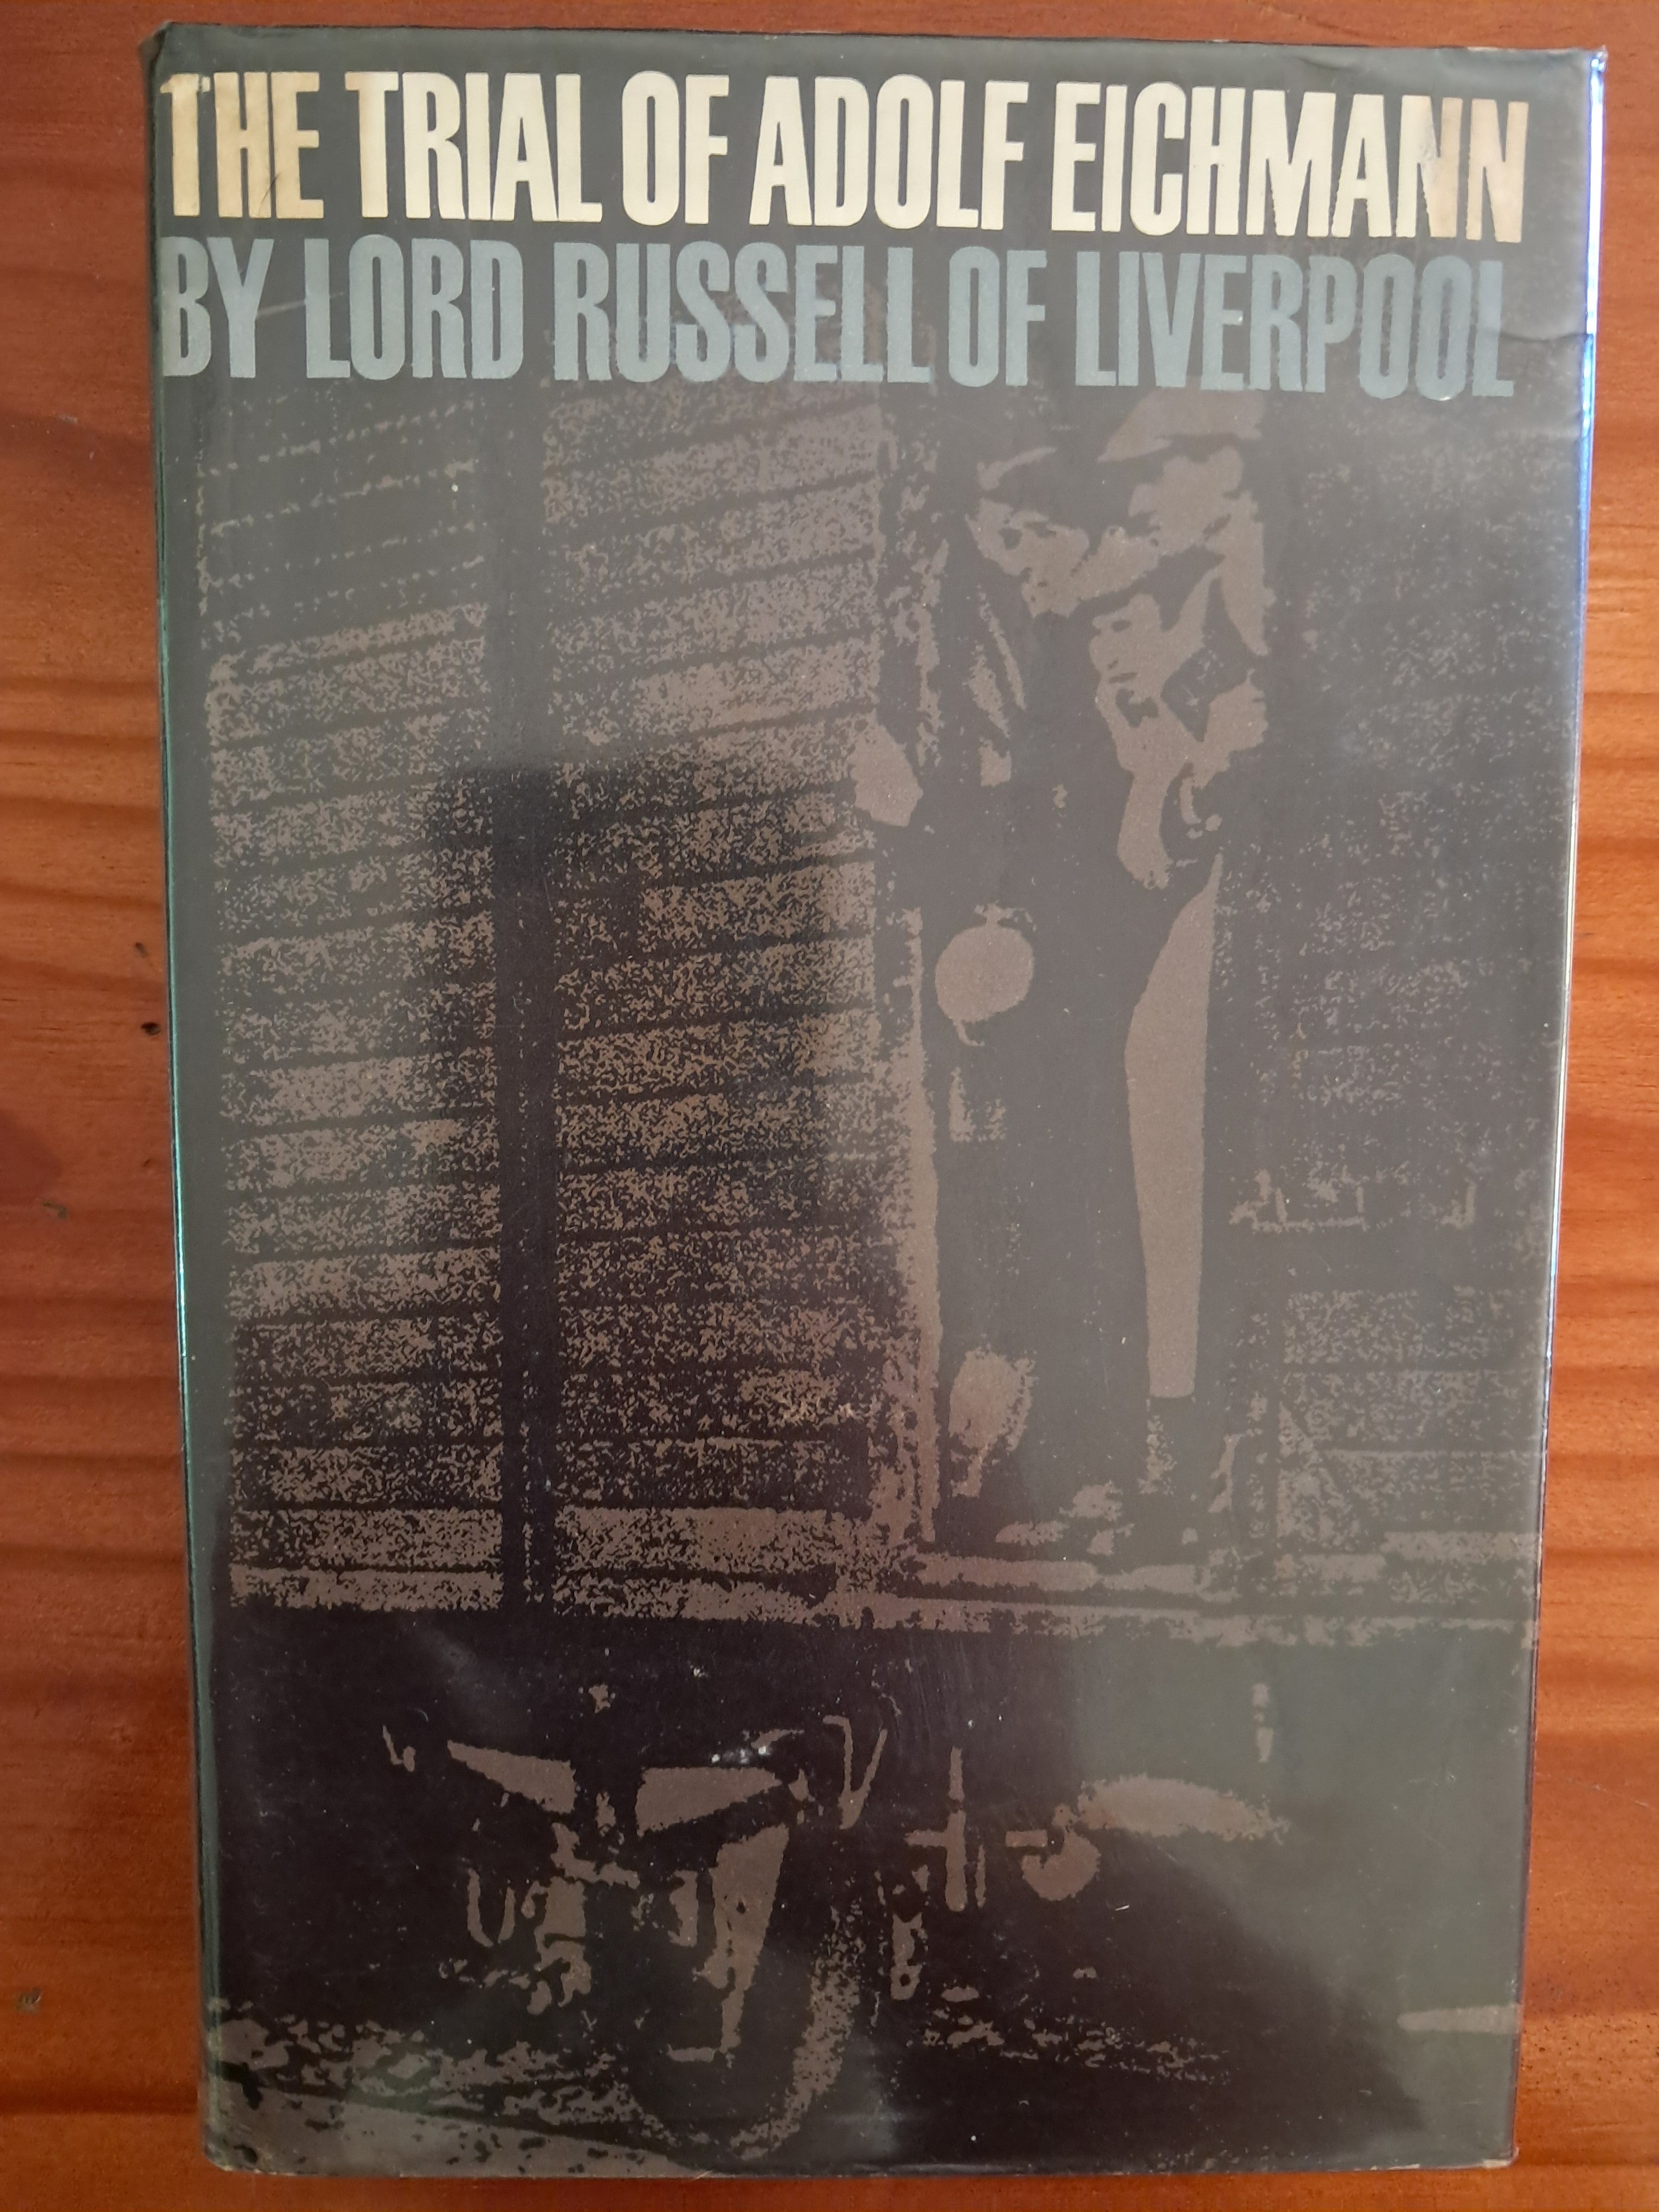 THE TRIAL OF ADOLF EICHMANN
BY LORD RUSSELL OF LIVERPOOL